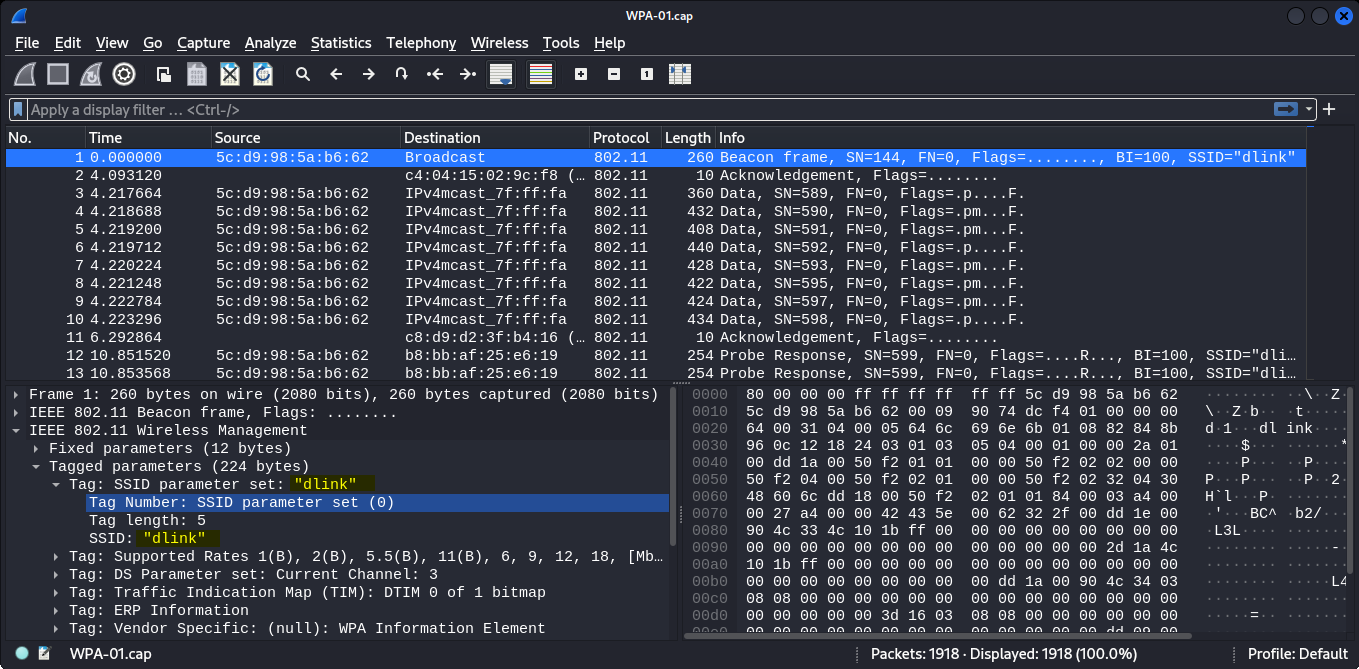 WPA-01.cap
File Edit View Go Capture Analyze Statistics Telephony Wireless Tools Help
Apply a display filter ... <Ctrl-/>
No. Time Source Destination Protocol Length Info
1 0.000000 5c:d9:98:5a:b6:62 Broadcast 802.11 260 Beacon frame, SN=144, FN=0, Flags=........, BI=100, SSID="dlink"
2 4.093120 c4:04:15:02:9c:f8 (… 802.11 10 Acknowledgement, Flags=........
3 4.217664 5c:d9:98:5a:b6:62 IPv4mcast_7f:ff:fa 802.11 360 Data, SN=589, FN=0, Flags=.p....F.
4 4.218688 5c:d9:98:5a:b6:62 IPv4mcast_7f:ff:fa 802.11 432 Data, SN=590, FN=0, Flags=.pm...F.
5 4.219200 5c:d9:98:5a:b6:62 IPv4mcast_7f:ff:fa 802.11 408 Data, SN=591, FN=0, Flags=.pm...F.
6 4.219712 5c:d9:98:5a:b6:62 IPv4mcast_7f:ff:fa 802.11 440 Data, SN=592, FN=0, Flags=.pm...F.
7 4.220224 5c:d9:98:5a:b6:62 IPv4mcast_7f:ff:fa 802.11 428 Data, SN=593, FN=0, Flags=.pm...F.
8 4.221248 5c:d9:98:5a:b6:62 IPv4mcast_7f:ff:fa 802.11 422 Data, SN=595, FN=0, Flags=.pm...F.
9 4.222784 5c:d9:98:5a:b6:62 IPv4mcast_7f:ff:fa 802.11 424 Data, SN=597, FN=0, Flags=.pm...F.
10 4.223296 5c:d9:98:5a:b6:62 IPv4mcast_7f:ff:fa 802.11 434 Data, SN=598, FN=0, Flags=.p....F.
11 6.292864 c8:d9:d2:3f:b4:16 (… 802.11 10 Acknowledgement, Flags=........
12 10.851520 5c:d9:98:5a:b6:62 b8:bb:af:25:e6:19 802.11 254 Probe Response, SN=599, FN=0, Flags=....R..., BI=100, SSID="dli…
13 10.853568 5c:d9:98:5a:b6:62 b8:bb:af:25:e6:19 802.11 254 Probe Response, SN=599, FN=0, Flags=....R..., BI=100, SSID="dli…
Frame 1: 260 bytes on wire (2080 bits), 260 bytes captured (2080 bits)
IEEE 802.11 Beacon frame, Flags: ........
IEEE 802.11 Wireless Management
Fixed parameters (12 bytes)
Tagged parameters (224 bytes)
Tag: SSID parameter set: "dlink"
Tag Number: SSID parameter set (0)
Tag length: 5
SSID: "dlink"
Tag: Supported Rates 1(B), 2(B), 5.5(B), 11(B), 6, 9, 12, 18, [Mb…
Tag: DS Parameter set: Current Channel: 3
Tag: Traffic Indication Map (TIM): DTIM 0 of 1 bitmap
Tag: ERP Information
Tag: Vendor Specific: (null): WPA Information Element
0000 80 00 00 00 ff ff ff ff ff ff 5c d9 98 5a b6 62 ········ ··\··Z·b
0010 5c d9 98 5a b6 62 00 09 90 74 dc f4 01 00 00 00 \··Z·b·· ·t······
0020 64 00 31 04 00 05 64 6c 69 6e 6b 01 08 82 84 8b d·1···dl ink·····
0030 96 0c 12 18 24 03 01 03 05 04 00 01 00 00 2a 01 ····$··· ······*
0040 00 dd 1a 00 50 f2 01 01 00 00 50 f2 02 02 00 00 ····P··· ··P·····
0050 50 f2 04 00 50 f2 02 01 00 00 50 f2 02 32 04 30 P···P··· ··P··2
0060 48 60 6c dd 18 00 50 f2 02 01 01 84 00 03 a4 00 H`l···P· ········
0070 00 27 a4 00 00 42 43 5e 00 62 32 2f 00 dd 1e 00 ·'···BC^ ·b2/····
0080 90 4c 33 4c 10 1b ff 00 00 00 00 00 00 00 00 00 ·L3L···· ········
0090 00 00 00 00 00 00 00 00 00 00 00 00 00 2d 1a 4c ········ ·····-·
00a0 10 1b ff 00 00 00 00 00 00 00 00 00 00 00 00 00 ········ ········
00b0 00 00 00 00 00 00 00 00 00 dd 1a 00 90 4c 34 03 ········ ·····L4
00c0 08 08 00 00 00 00 00 00 00 00 00 00 00 00 00 00 ········ ········
00d0 00 00 00 00 00 3d 16 03 08 08 00 00 00 00 00 00 ·····=·· ········
WPA-01.cap
Packets: 1918 · Displayed: 1918 (100.0%)
Profile: Default